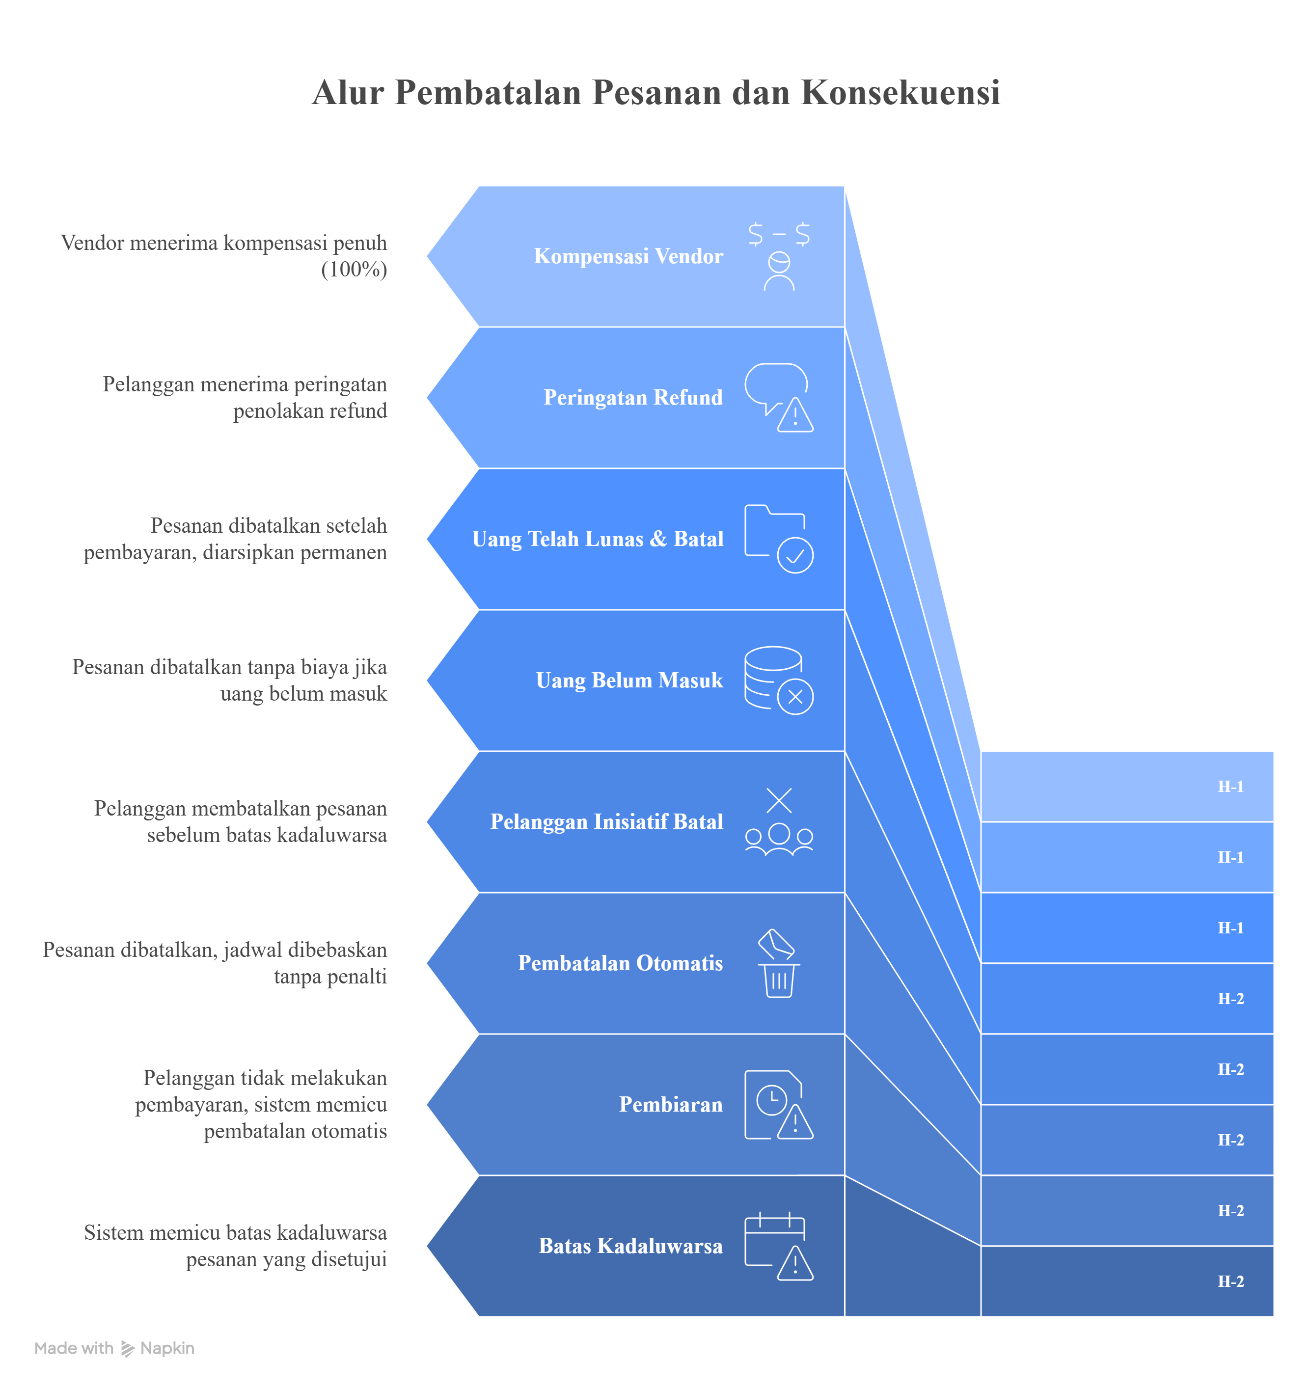 Alur Pembatalan Pesanan dan Konsekuensi
Vendor menerima kompensasi penuh
(100%)
Kompensasi Vendor
$ – $
Pelanggan menerima peringatan
penolakan refund
Peringatan Refund
Pesanan dibatalkan setelah
pembayaran, diarsipkan permanen
Uang Telah Lunas & Batal
Pesanan dibatalkan tanpa biaya jika
uang belum masuk
Uang Belum Masuk
Pelanggan membatalkan pesanan
sebelum batas kadaluwarsa
Pelanggan Inisiatif Batal
Pesanan dibatalkan, jadwal dibebaskan
tanpa penalti
Pembatalan Otomatis
Pelanggan tidak melakukan
pembayaran, sistem memicu
pembatalan otomatis
Pembiaran
Sistem memicu batas kadaluwarsa
pesanan yang disetujui
Batas Kadaluwarsa
H-1
H-1
H-1
H-2
H-2
H-2
H-2
H-2
Made with Napkin